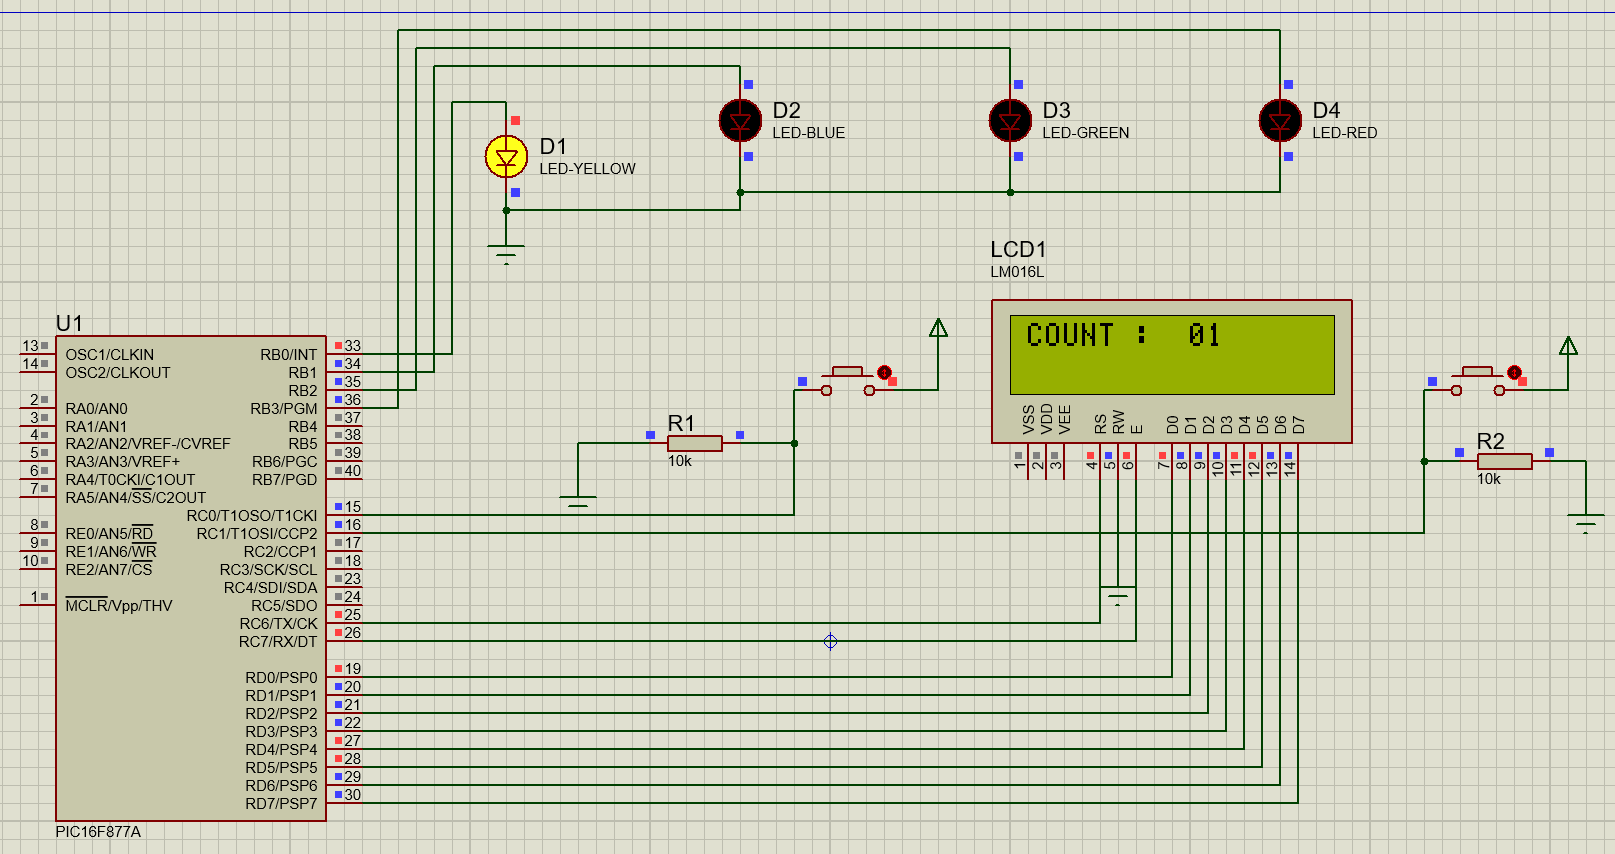 D1
LED-YELLOW
D2
LED-BLUE
D3
LED-GREEN
D4
LED-RED
LCD1
LM016L
COUNT :  01
VSS
VDD
VEE
RS
RW
E
D0
D1
D2
D3
D4
D5
D6
D7
1
2
3
4
5
6
7
8
9
10
11
12
13
14
R1
10k
R2
10k
U1
13 OSC1/CLKIN
14 OSC2/CLKOUT
2 RA0/AN0
3 RA1/AN1
4 RA2/AN2/VREF-/CVREF
5 RA3/AN3/VREF+
6 RA4/T0CKI/C1OUT
7 RA5/AN4/SS/C2OUT
8 RE0/AN5/RD
9 RE1/AN6/WR
10 RE2/AN7/CS
1 MCLR/Vpp/THV
RB0/INT 33
RB1 34
RB2 35
RB3/PGM 36
RB4 37
RB5 38
RB6/PGC 39
RB7/PGD 40
RC0/T1OSO/T1CKI 15
RC1/T1OSI/CCP2 16
RC2/CCP1 17
RC3/SCK/SCL 18
RC4/SDI/SDA 23
RC5/SDO 24
RC6/TX/CK 25
RC7/RX/DT 26
RD0/PSP0 19
RD1/PSP1 20
RD2/PSP2 21
RD3/PSP3 22
RD4/PSP4 27
RD5/PSP5 28
RD6/PSP6 29
RD7/PSP7 30
PIC16F877A